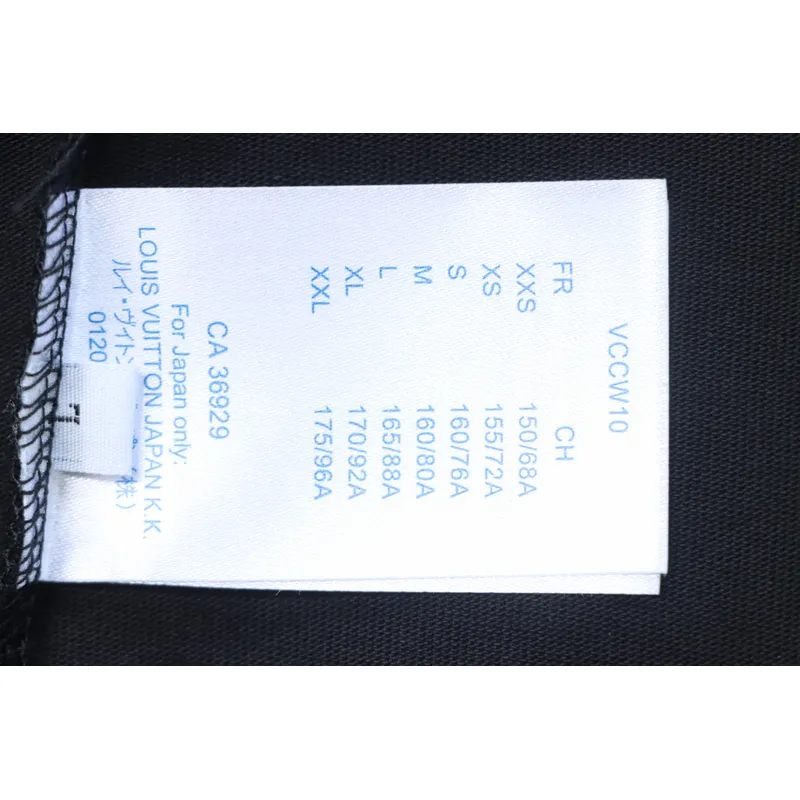 VCCW10
FR CH
XXS 150/68A
XS 155/72A
S 160/76A
M 160/80A
L 165/88A
XL 170/92A
XXL 175/96A
CA 36929
For Japan only:
LOUIS VUITTON JAPAN K.K.
ルイ・ヴィトン (株)
0120